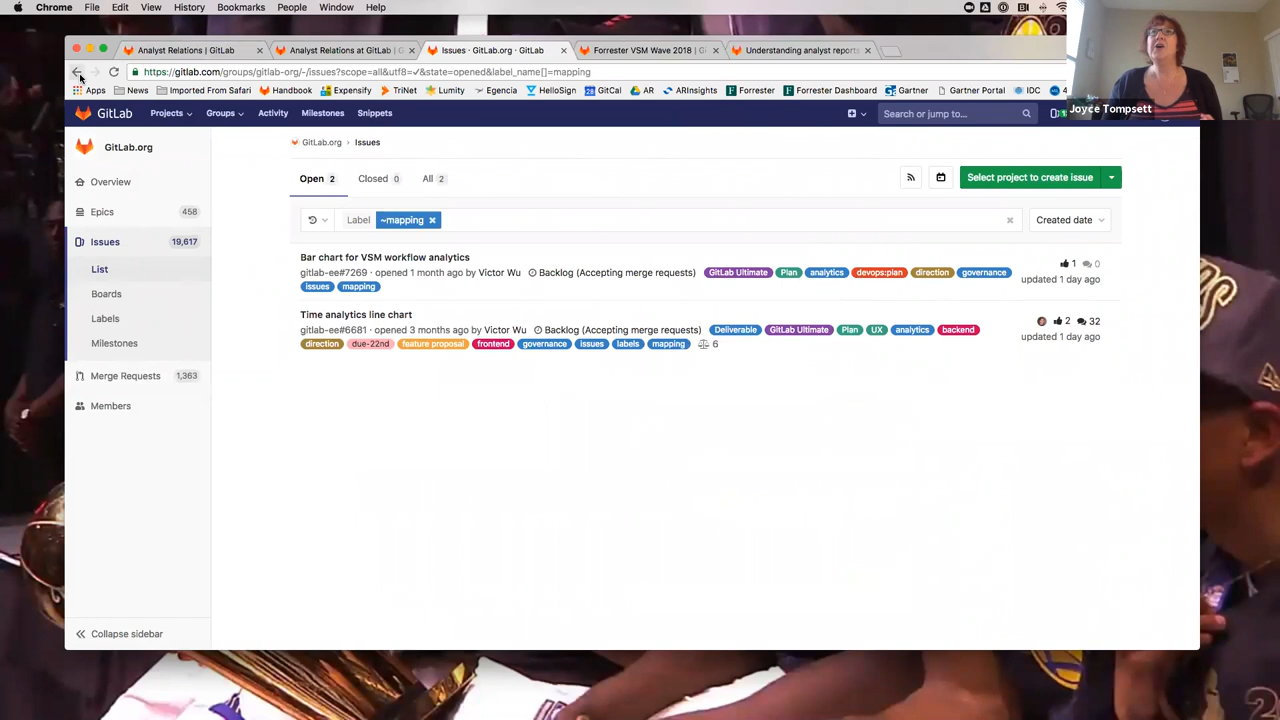 Chrome File Edit View History Bookmarks People Window Help
Analyst Relations | GitLab
Analyst Relations at GitLab | G
Issues · GitLab.org · GitLab
Forrester VSM Wave 2018 | Gi
Understanding analyst reports
https://gitlab.com/groups/gitlab-org/-/issues?scope=all&utf8=✓&state=opened&label_name[]=mapping
Apps News Imported From Safari Handbook Expensify TriNet Lumity Egencia HelloSign GitCal AR ARInsights Forrester Forrester Dashboard Gartner Gartner Portal IDC
Joyce Tompsett
GitLab Projects Groups Activity Milestones Snippets Search or jump to...
GitLab.org
GitLab.org › Issues
Overview
Epics 458
Issues 19,617
List
Boards
Labels
Milestones
Merge Requests 1,363
Members
Collapse sidebar
Open 2 Closed 0 All 2
Select project to create issue
Label ~mapping
Created date
Bar chart for VSM workflow analytics
gitlab-ee#7269 · opened 1 month ago by Victor Wu Backlog (Accepting merge requests) GitLab Ultimate Plan analytics devops:plan direction governance
issues mapping
1 0
updated 1 day ago
Time analytics line chart
gitlab-ee#6681 · opened 3 months ago by Victor Wu Backlog (Accepting merge requests) Deliverable GitLab Ultimate Plan UX analytics backend
direction due-22nd feature proposal frontend governance issues labels mapping 6
2 32
updated 1 day ago